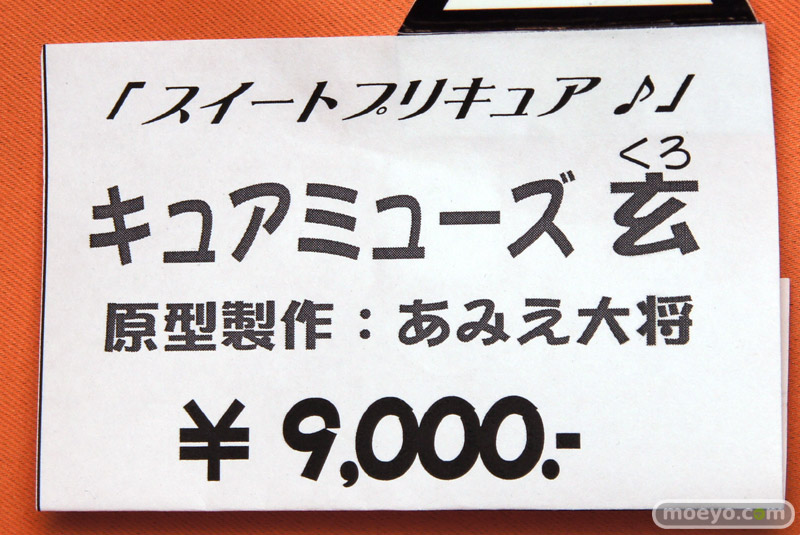 「スイートプリキュア♪」
くろ
キュアミューズ 玄
原型製作：あみえ大将
¥9,000.-
moeyo.com